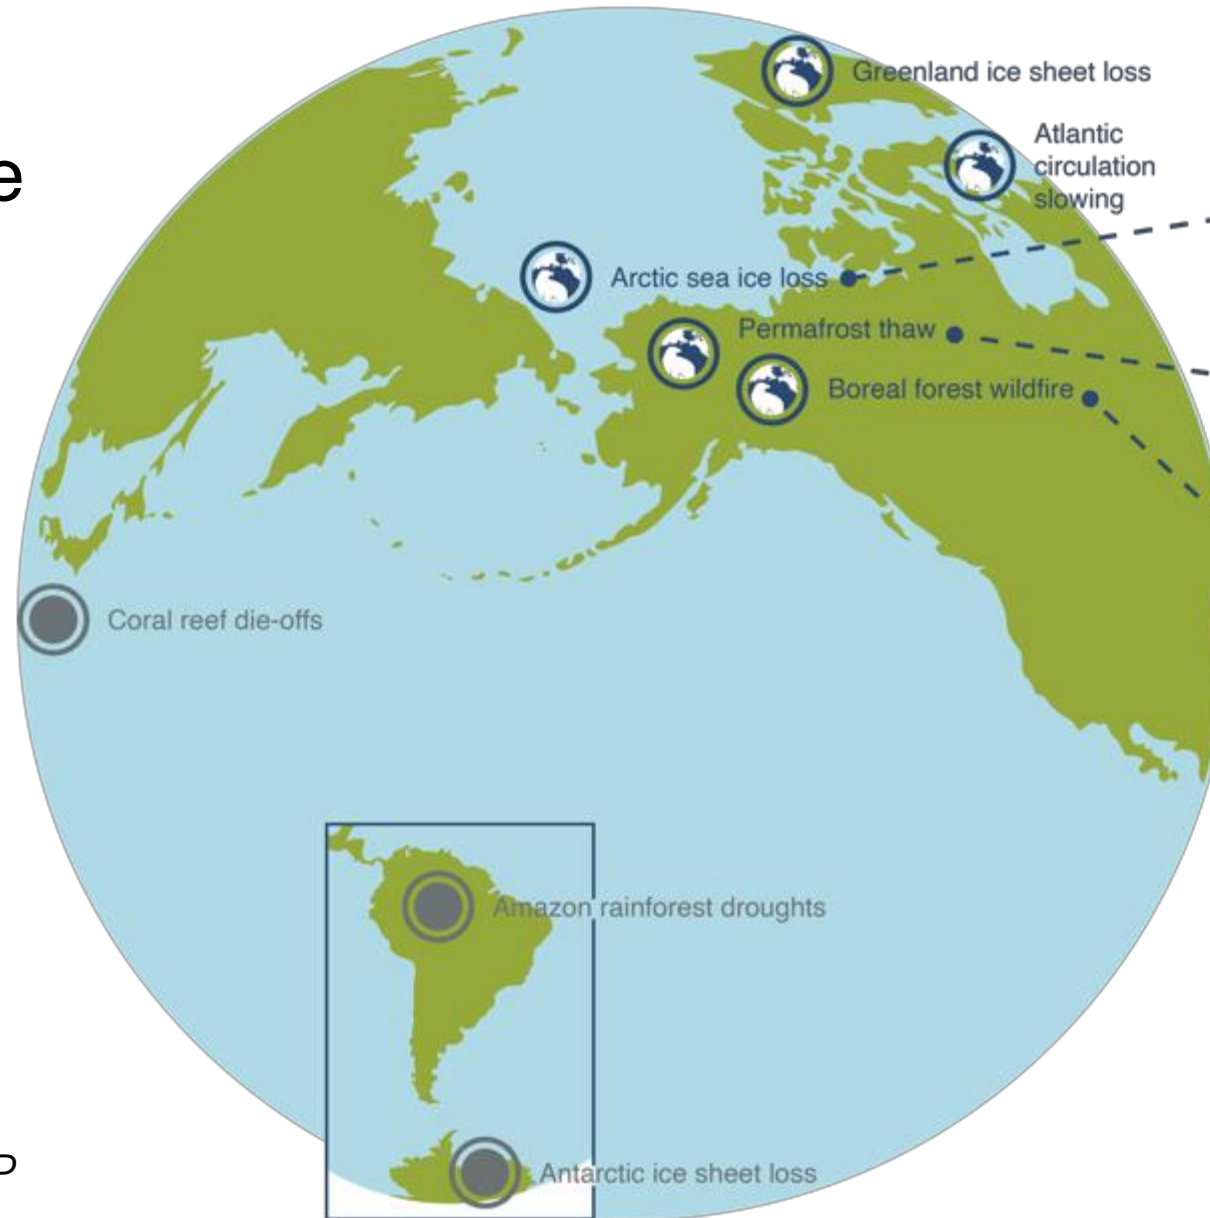 e
Greenland ice sheet loss
Atlantic
circulation
slowing
Arctic sea ice loss
Permafrost thaw
Boreal forest wildfire
Coral reef die-offs
Amazon rainforest droughts
Antarctic ice sheet loss